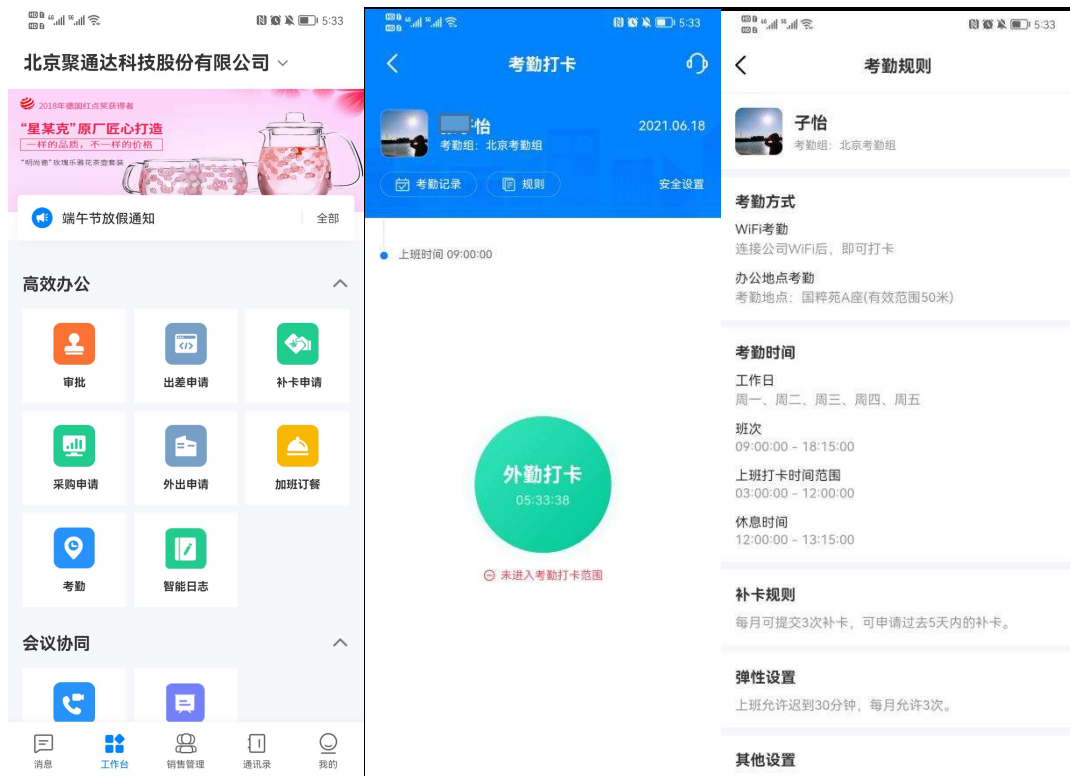 5:33
北京聚通达科技股份有限公司
2018年德国红点奖获得者
“星某克”原厂匠心打造
一样的品质，不一样的价格
"明尚德"玫瑰乐雅花茶壶套装
端午节放假通知
全部
高效办公
审批
出差申请
补卡申请
采购申请
外出申请
加班订餐
考勤
智能日志
会议协同
消息
工作台
销售管理
通讯录
我的
5:33
考勤打卡
怡
2021.06.18
考勤组: 北京考勤组
考勤记录
规则
安全设置
上班时间 09:00:00
外勤打卡
05:33:38
未进入考勤打卡范围
5:33
考勤规则
子怡
考勤组: 北京考勤组
考勤方式
WiFi考勤
连接公司WiFi后，即可打卡
办公地点考勤
考勤地点: 国粹苑A座(有效范围50米)
考勤时间
工作日
周一、周二、周三、周四、周五
班次
09:00:00 - 18:15:00
上班打卡时间范围
03:00:00 - 12:00:00
休息时间
12:00:00 - 13:15:00
补卡规则
每月可提交3次补卡，可申请过去5天内的补卡。
弹性设置
上班允许迟到30分钟，每月允许3次。
其他设置